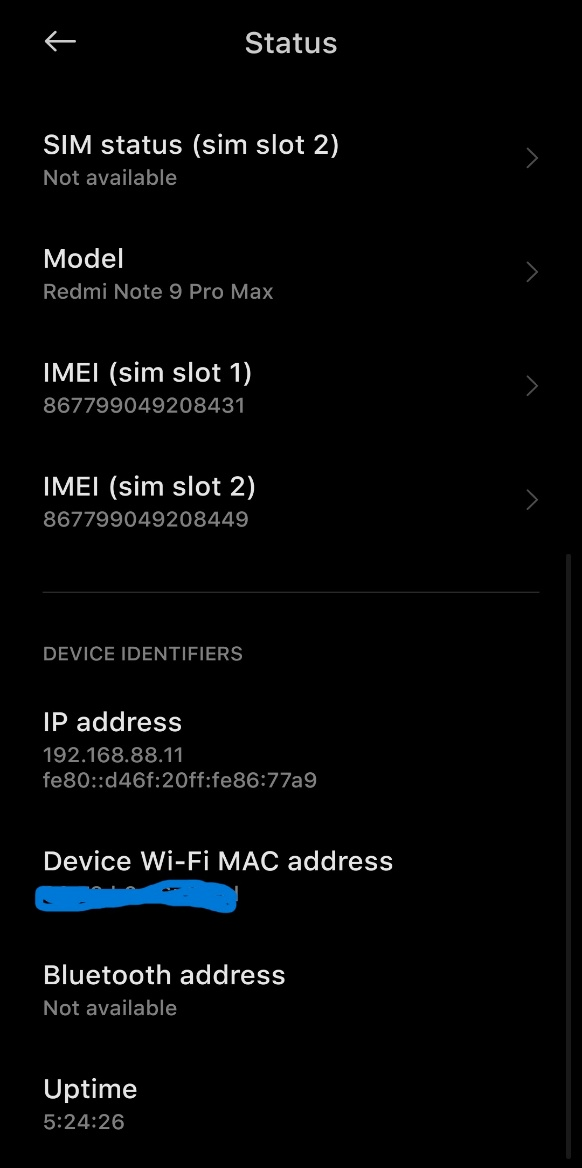 Status
SIM status (sim slot 2)
Not available
Model
Redmi Note 9 Pro Max
IMEI (sim slot 1)
867799049208431
IMEI (sim slot 2)
867799049208449
DEVICE IDENTIFIERS
IP address
192.168.88.11
fe80::d46f:20ff:fe86:77a9
Device Wi-Fi MAC address
Bluetooth address
Not available
Uptime
5:24:26